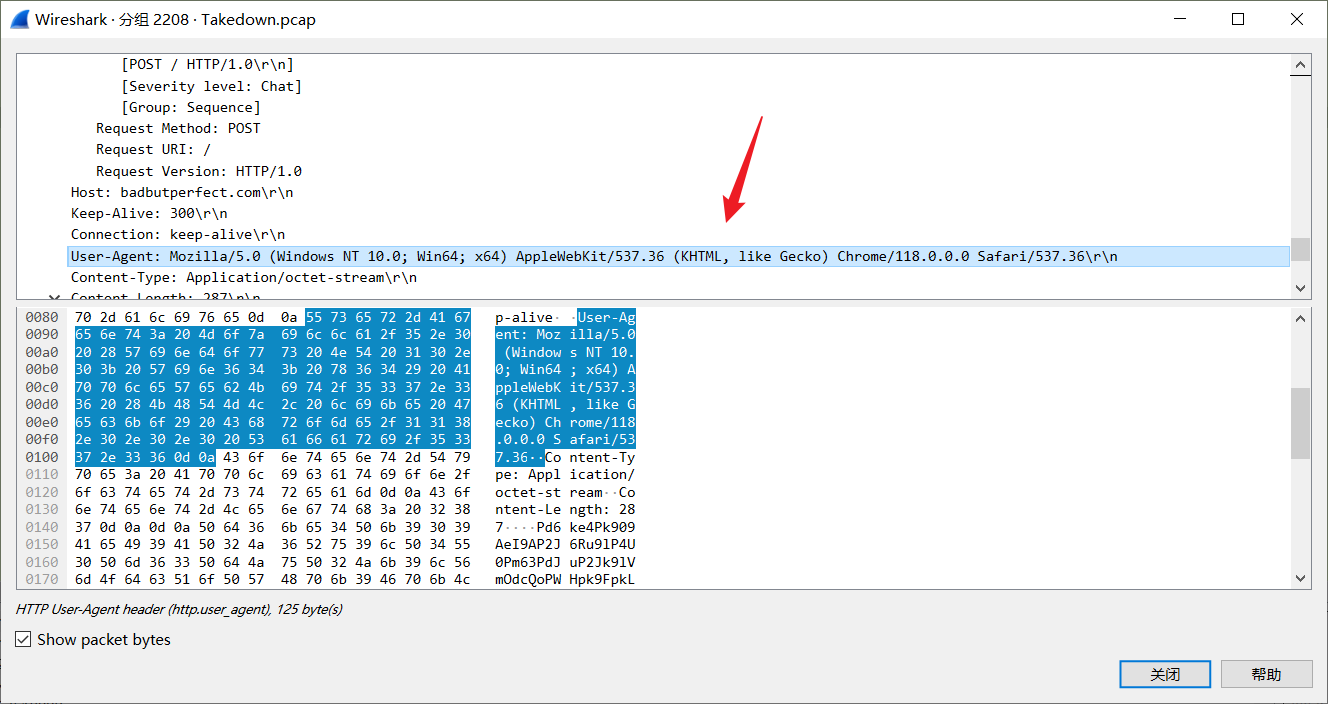 Wireshark · 分组 2208 · Takedown.pcap
[POST / HTTP/1.0\r\n]
[Severity level: Chat]
[Group: Sequence]
Request Method: POST
Request URI: /
Request Version: HTTP/1.0
Host: badbutperfect.com\r\n
Keep-Alive: 300\r\n
Connection: keep-alive\r\n
User-Agent: Mozilla/5.0 (Windows NT 10.0; Win64; x64) AppleWebKit/537.36 (KHTML, like Gecko) Chrome/118.0.0.0 Safari/537.36\r\n
Content-Type: Application/octet-stream\r\n
Content-Length: 287\r\n
0080 70 2d 61 6c 69 76 65 0d 0a 55 73 65 72 2d 41 67 p-alive· ·User-Ag
0090 65 6e 74 3a 20 4d 6f 7a 69 6c 6c 61 2f 35 2e 30 ent: Moz illa/5.0
00a0 20 28 57 69 6e 64 6f 77 73 20 4e 54 20 31 30 2e (Window s NT 10.
00b0 30 3b 20 57 69 6e 36 34 3b 20 78 36 34 29 20 41 0; Win64 ; x64) A
00c0 70 70 6c 65 57 65 62 4b 69 74 2f 35 33 37 2e 33 ppleWebK it/537.3
00d0 36 20 28 4b 48 54 4d 4c 2c 20 6c 69 6b 65 20 47 6 (KHTML , like G
00e0 65 63 6b 6f 29 20 43 68 72 6f 6d 65 2f 31 31 38 ecko) Ch rome/118
00f0 2e 30 2e 30 2e 30 20 53 61 66 61 72 69 2f 35 33 .0.0.0 S afari/53
0100 37 2e 33 36 0d 0a 43 6f 6e 74 65 6e 74 2d 54 79 7.36··Co ntent-Ty
0110 70 65 3a 20 41 70 70 6c 69 63 61 74 69 6f 6e 2f pe: Appl ication/
0120 6f 63 74 65 74 2d 73 74 72 65 61 6d 0d 0a 43 6f octet-st ream··Co
0130 6e 74 65 6e 74 2d 4c 65 6e 67 74 68 3a 20 32 38 ntent-Le ngth: 28
0140 37 0d 0a 0d 0a 50 64 36 6b 65 34 50 6b 39 30 39 7····Pd6 ke4Pk909
0150 41 65 49 39 41 50 32 4a 36 52 75 39 6c 50 34 55 AeI9AP2J 6Ru9lP4U
0160 30 50 6d 36 33 50 64 4a 75 50 32 4a 6b 39 6c 56 0Pm63PdJ uP2Jk9lV
0170 6d 4f 64 63 51 6f 50 57 48 70 6b 39 46 70 6b 4c mOdcQoPW Hpk9FpkL
HTTP User-Agent header (http.user_agent), 125 byte(s)
Show packet bytes
关闭
帮助